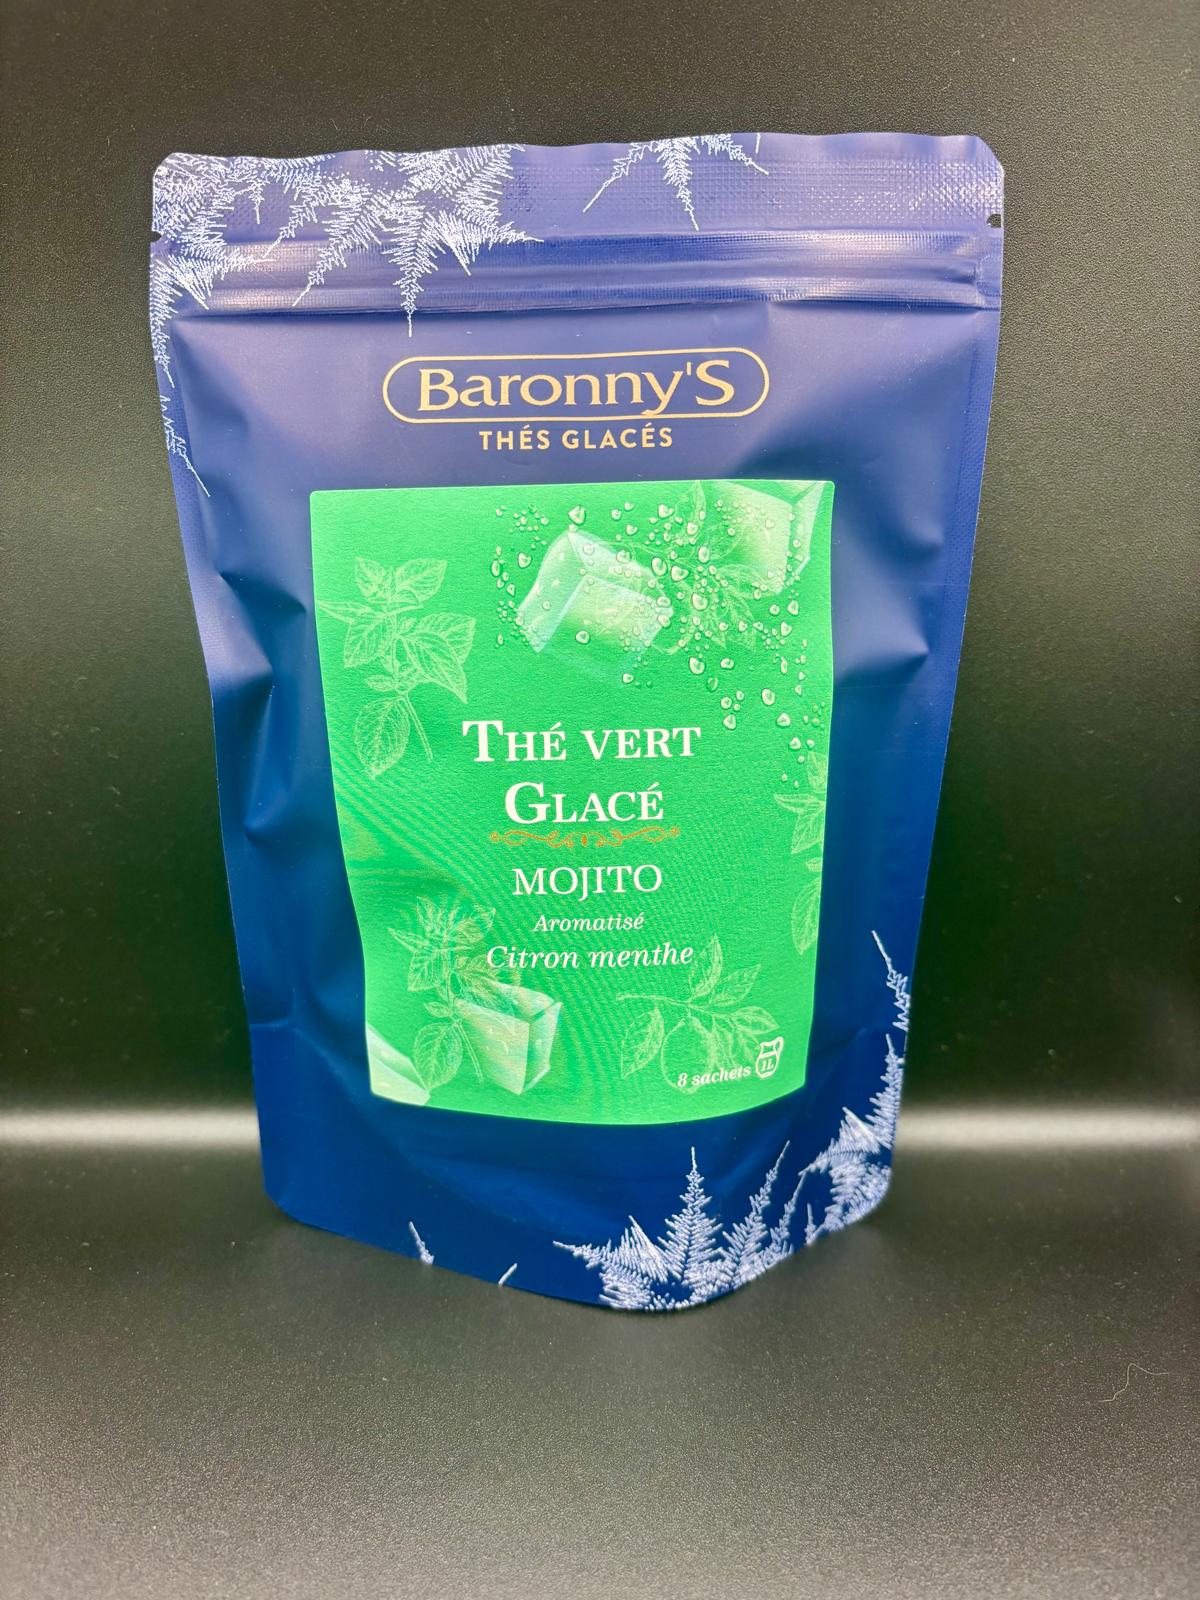 Baronny'S
THÉS GLACÉS
THÉ VERT
GLACÉ
MOJITO
Aromatisé
Citron menthe
8 sachets 1L